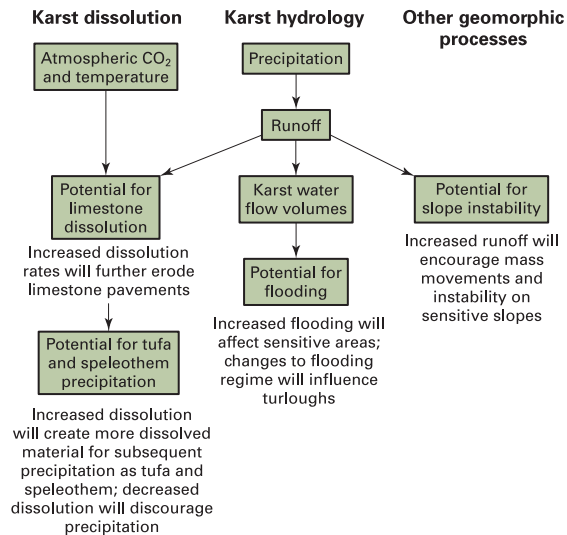 Karst dissolution
Atmospheric CO₂
and temperature
Potential for
limestone
dissolution
Increased dissolution
rates will further erode
limestone pavements
Potential for tufa
and speleothem
precipitation
Increased dissolution
will create more dissolved
material for subsequent
precipitation as tufa and
speleothem; decreased
dissolution will discourage
precipitation
Karst hydrology
Precipitation
Runoff
Karst water
flow volumes
Potential for
flooding
Increased flooding will
affect sensitive areas;
changes to flooding
regime will influence
turloughs
Other geomorphic
processes
Potential for
slope instability
Increased runoff will
encourage mass
movements and
instability on
sensitive slopes